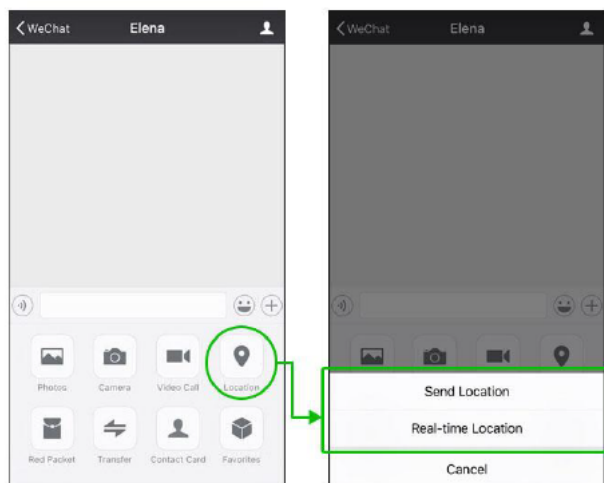 WeChat Elena
Photos Camera Video Call Location
Red Packet Transfer Contact Card Favorites
WeChat Elena
Send Location
Real-time Location
Cancel